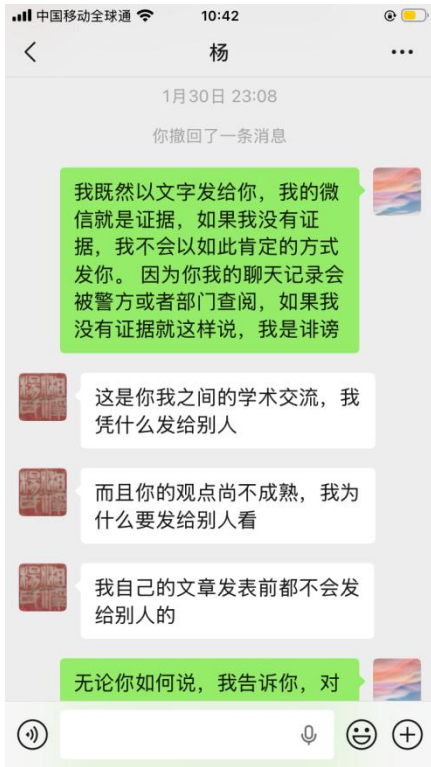 中国移动全球通 10:42
杨
1月30日 23:08
你撤回了一条消息
我既然以文字发给你，我的微
信就是证据，如果我没有证
据，我不会以如此肯定的方式
发你。 因为你我的聊天记录会
被警方或者部门查阅，如果我
没有证据就这样说，我是诽谤
这是你我之间的学术交流，我
凭什么发给别人
而且你的观点尚不成熟，我为
什么要发给别人看
我自己的文章发表前都不会发
给别人的
无论你如何说，我告诉你，对